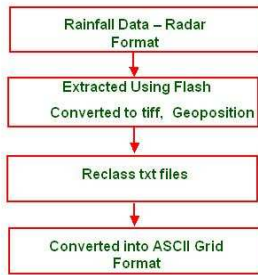 Rainfall Data – Radar
Format
Extracted Using Flash
Converted to tiff, Geoposition
Reclass txt files
Converted into ASCII Grid
Format